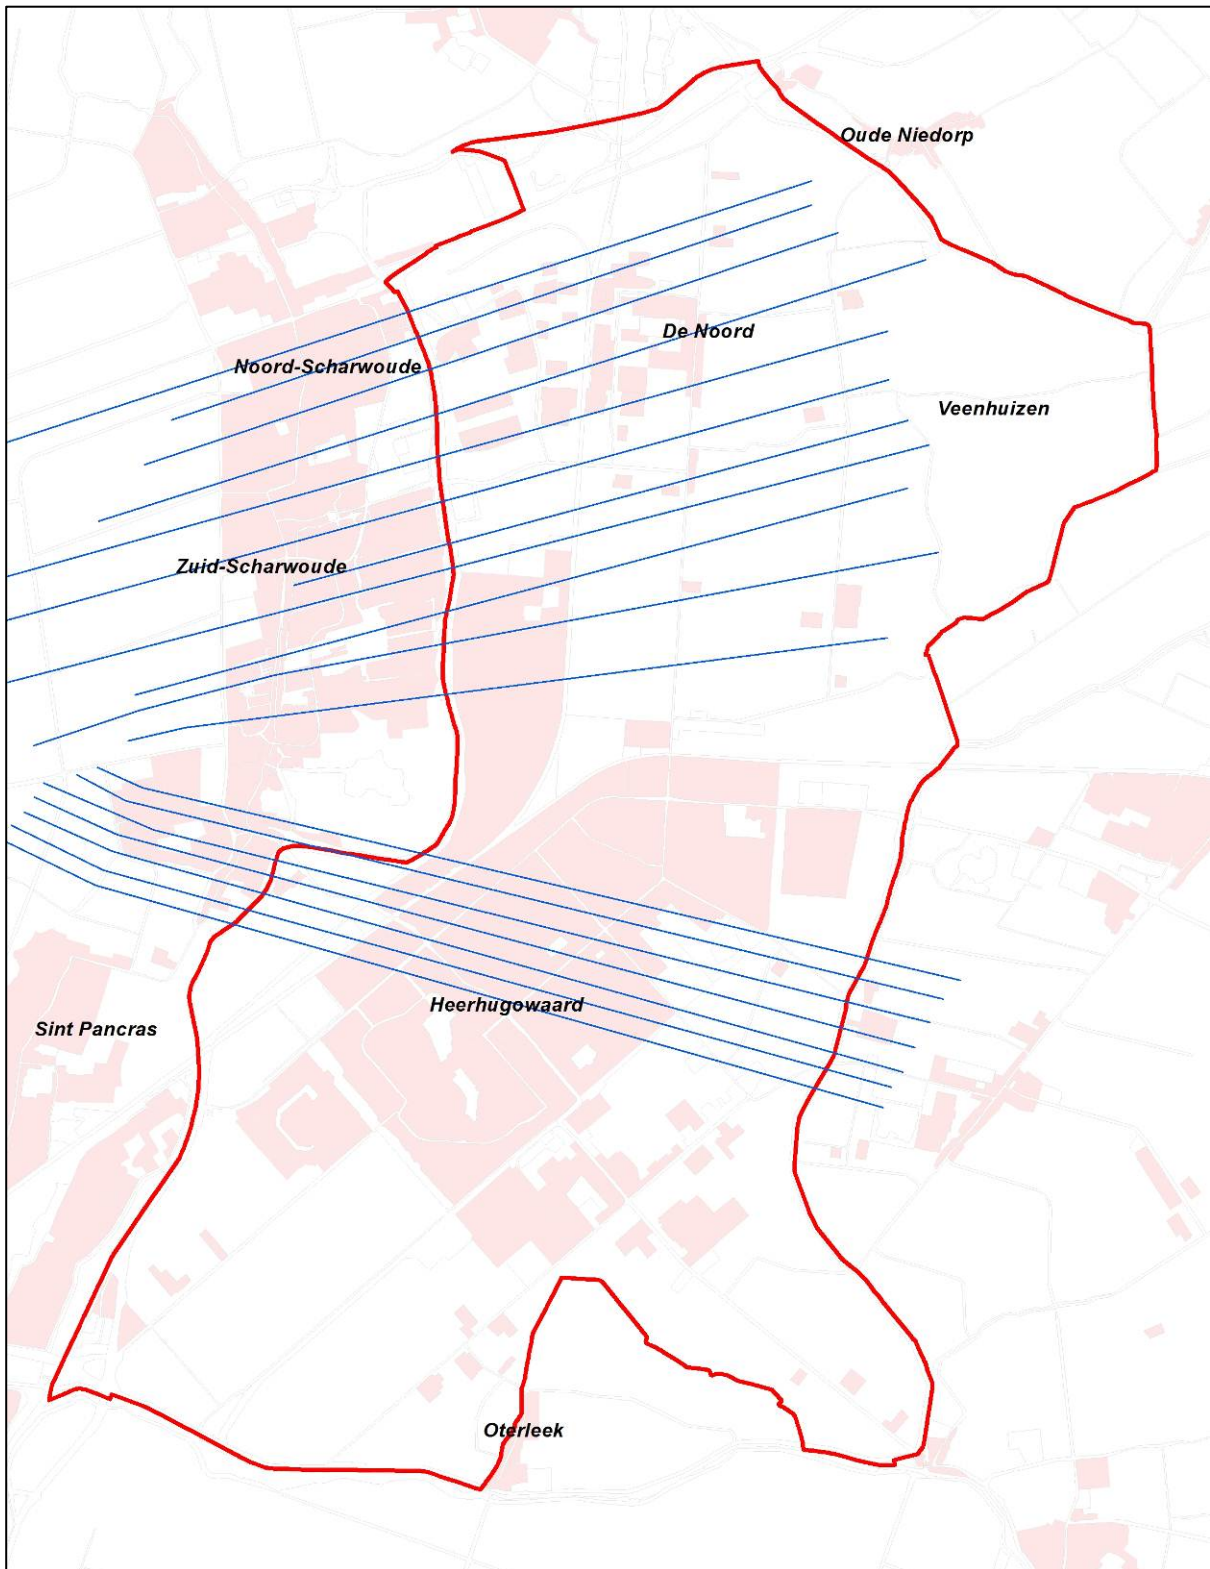 Oude Niedorp
De Noord
Noord-Scharwoude
Veenhuizen
Zuid-Scharwoude
Heerhugowaard
Sint Pancras
Oterleek